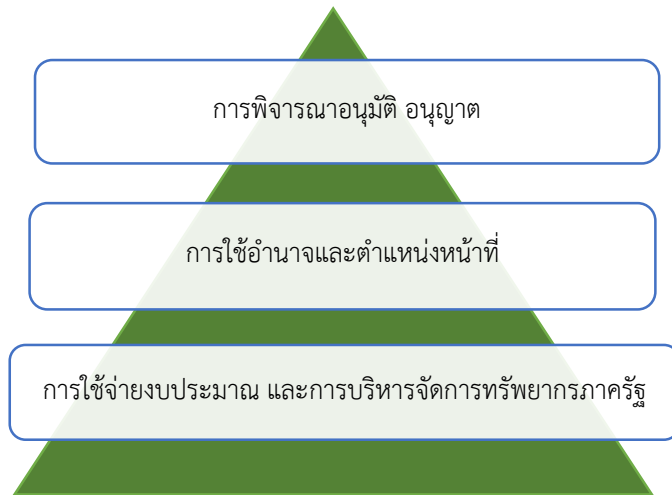 การพิจารณาอนุมัติ อนุญาต
การใช้อำนาจและตำแหน่งหน้าที่
การใช้จ่ายงบประมาณ และการบริหารจัดการทรัพยากรภาครัฐ